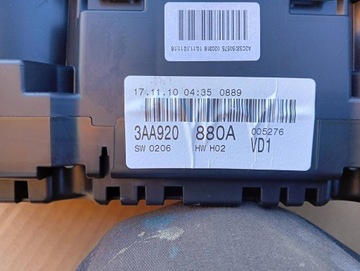 17.11.10 04:35 0889
3AA920 880A 005276
SW 0206 HW H02 VD1